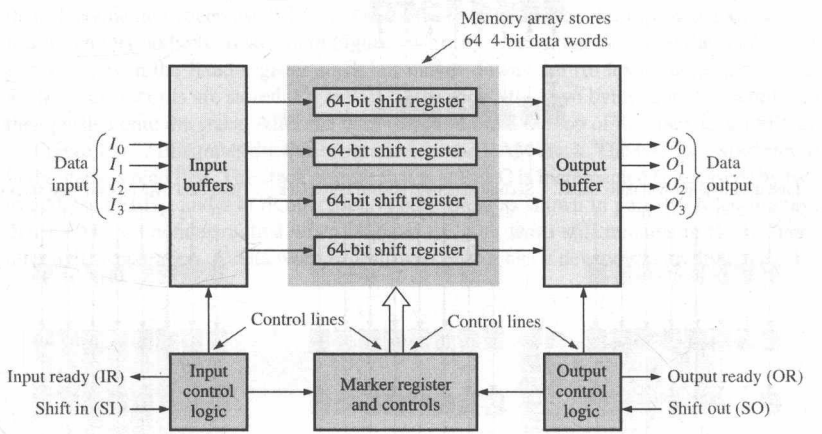 Memory array stores
64 4-bit data words
64-bit shift register
64-bit shift register
64-bit shift register
64-bit shift register
Data
input
I0
I1
I2
I3
Input
buffers
Output
buffer
O0
O1
O2
O3
Data
output
Control lines
Control lines
Input ready (IR)
Shift in (SI)
Input
control
logic
Marker register
and controls
Output
control
logic
Output ready (OR)
Shift out (SO)